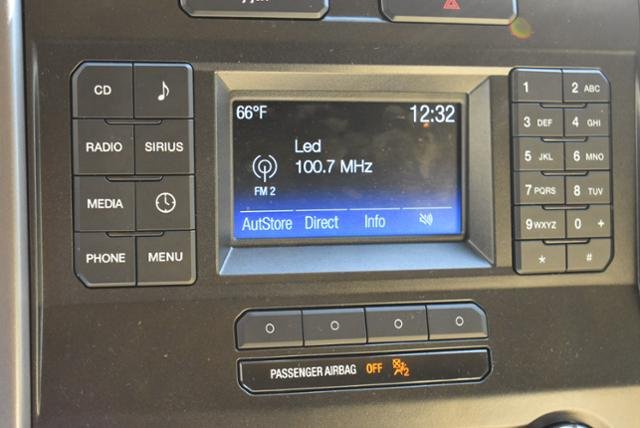 CD
RADIO SIRIUS
MEDIA
PHONE MENU
66°F 12:32
Led
100.7 MHz
FM 2
AutStore Direct Info
1 2 ABC
3 DEF 4 GHI
5 JKL 6 MNO
7 PQRS 8 TUV
9 WXYZ 0 +
* #
PASSENGER AIRBAG OFF 2